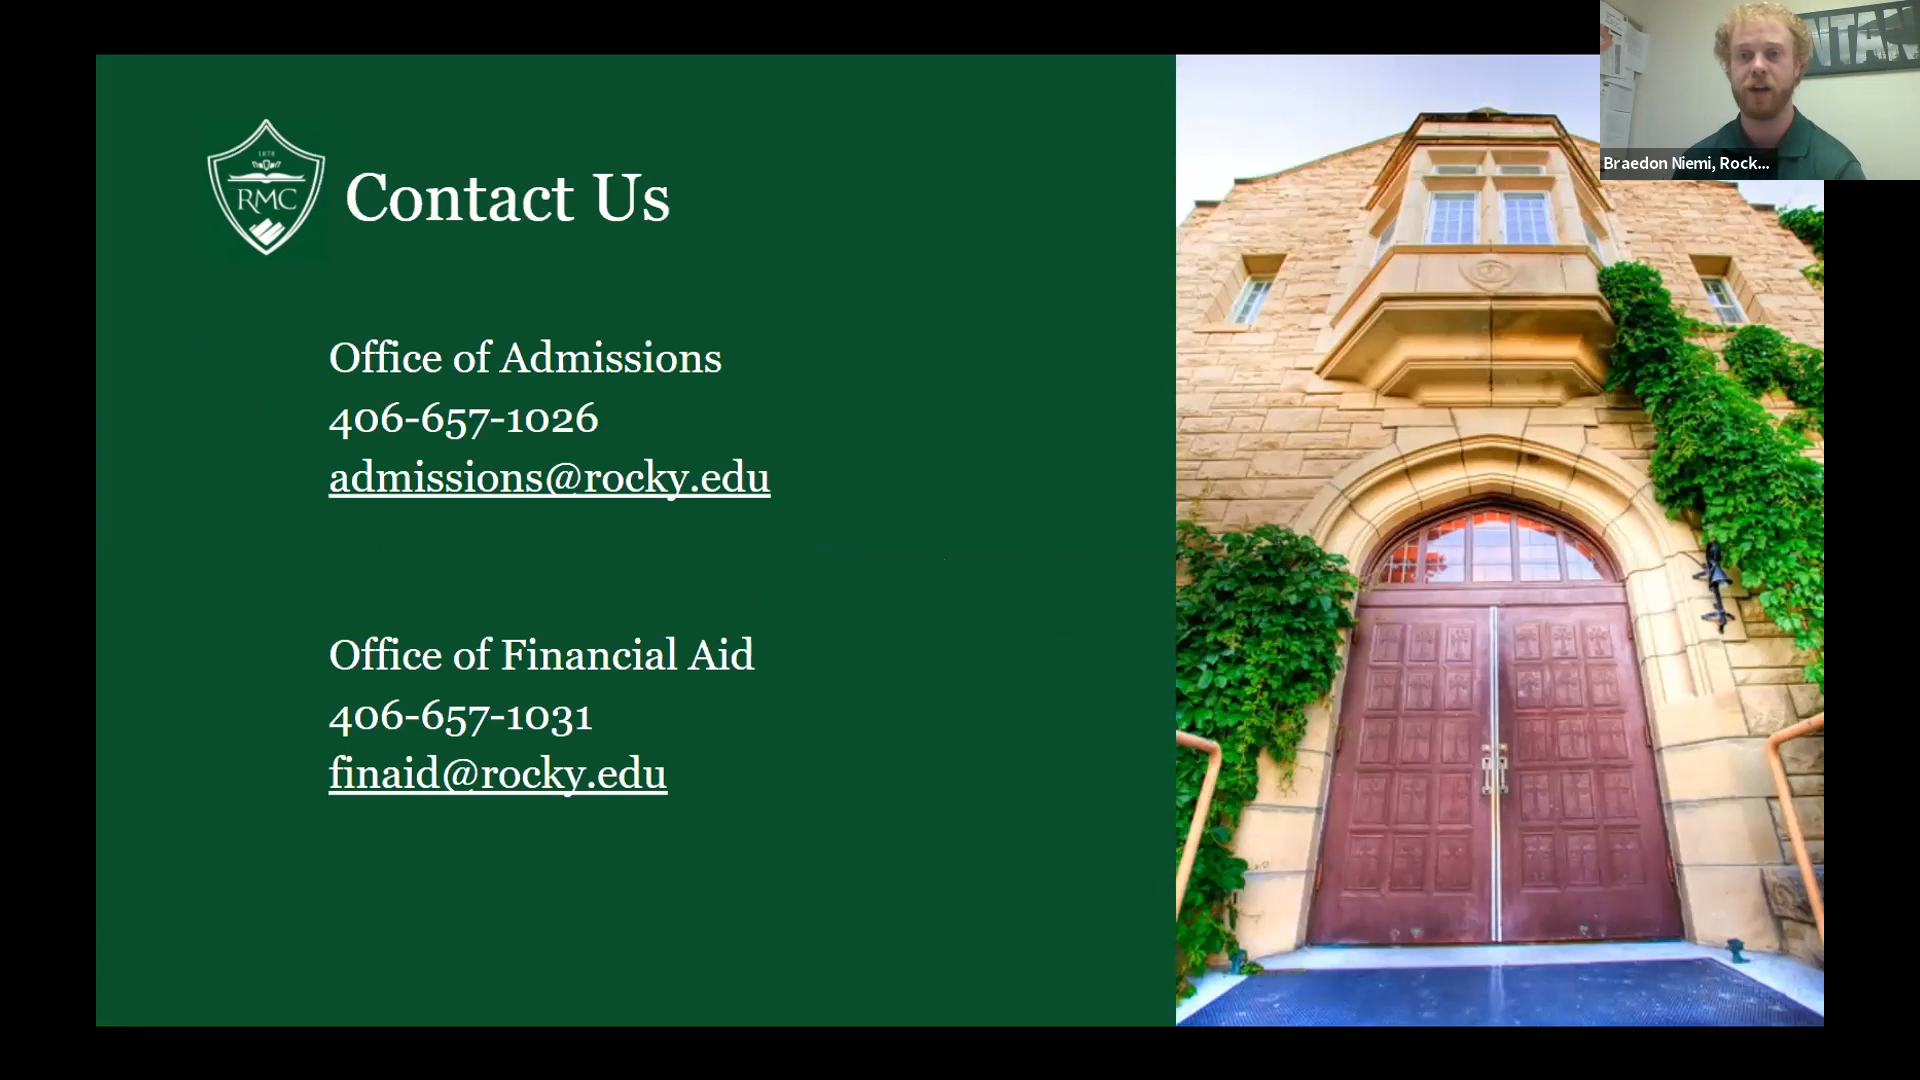 1878
RMC
Contact Us
Office of Admissions
406-657-1026
admissions@rocky.edu
Office of Financial Aid
406-657-1031
finaid@rocky.edu
Braedon Niemi, Rock...